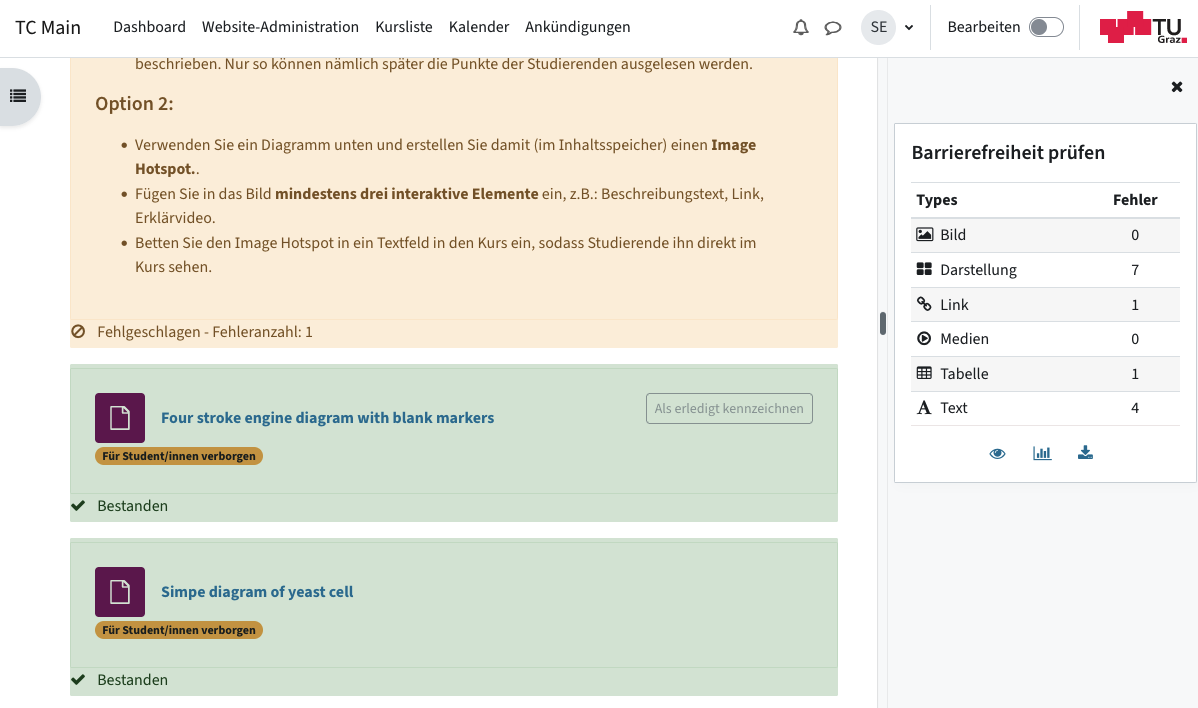 TC Main Dashboard Website-Administration Kursliste Kalender Ankündigungen SE Bearbeiten TU Graz
beschrieben. Nur so können nämlich später die Punkte der Studierenden ausgelesen werden.
Option 2:
Verwenden Sie ein Diagramm unten und erstellen Sie damit (im Inhaltsspeicher) einen Image
Hotspot..
Fügen Sie in das Bild mindestens drei interaktive Elemente ein, z.B.: Beschreibungstext, Link,
Erklärvideo.
Betten Sie den Image Hotspot in ein Textfeld in den Kurs ein, sodass Studierende ihn direkt im
Kurs sehen.
Fehlgeschlagen - Fehleranzahl: 1
Four stroke engine diagram with blank markers
Als erledigt kennzeichnen
Für Student/innen verborgen
Bestanden
Simpe diagram of yeast cell
Für Student/innen verborgen
Bestanden
Barrierefreiheit prüfen
Types Fehler
Bild 0
Darstellung 7
Link 1
Medien 0
Tabelle 1
Text 4